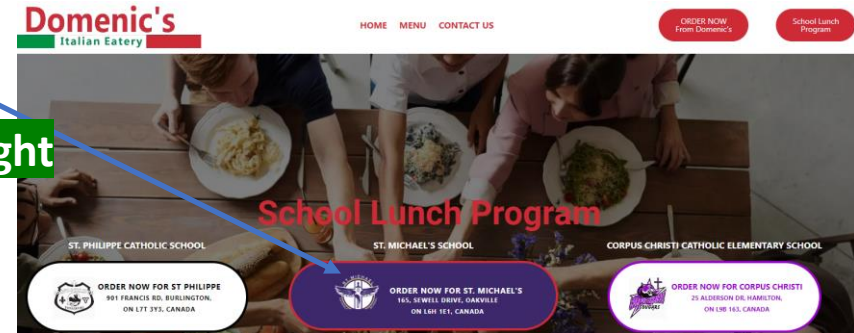 Domenic's
Italian Eatery
HOME MENU CONTACT US
ORDER NOW
From Domenic's
School Lunch
Program
ght
School Lunch Program
ST. PHILIPPE CATHOLIC SCHOOL
ST. MICHAEL'S SCHOOL
CORPUS CHRISTI CATHOLIC ELEMENTARY SCHOOL
ORDER NOW FOR ST PHILIPPE
901 FRANCIS RD, BURLINGTON,
ON L7T 3Y3, CANADA
ST. MICHAEL
ORDER NOW FOR ST. MICHAEL'S
165, SEWELL DRIVE, OAKVILLE
ON L6H 1E1, CANADA
ORDER NOW FOR CORPUS CHRISTI
25 ALDERSON DR, HAMILTON,
ON L9B 1G3, CANADA